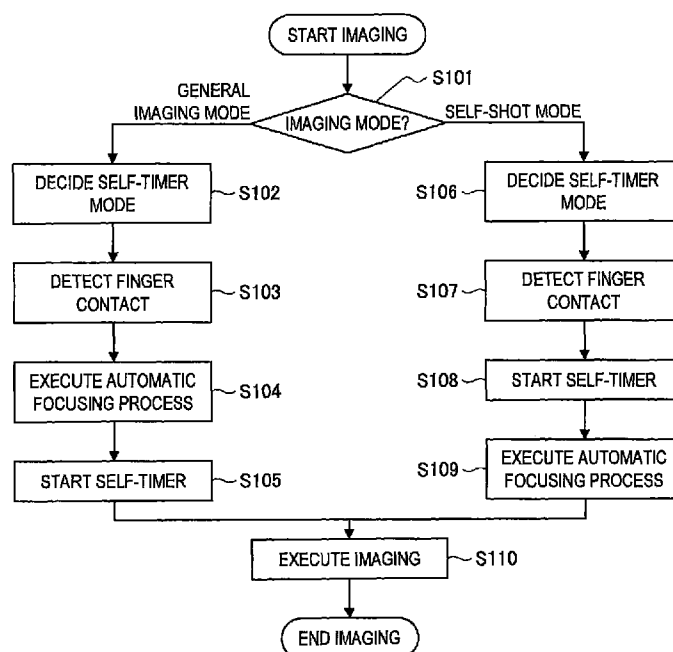 START IMAGING
S101
GENERAL
IMAGING MODE
IMAGING MODE?
SELF-SHOT MODE
DECIDE SELF-TIMER
MODE
S102
DETECT FINGER
CONTACT
S103
EXECUTE AUTOMATIC
FOCUSING PROCESS
S104
START SELF-TIMER
S105
S106
DECIDE SELF-TIMER
MODE
S107
DETECT FINGER
CONTACT
S108
START SELF-TIMER
S109
EXECUTE AUTOMATIC
FOCUSING PROCESS
EXECUTE IMAGING
S110
END IMAGING